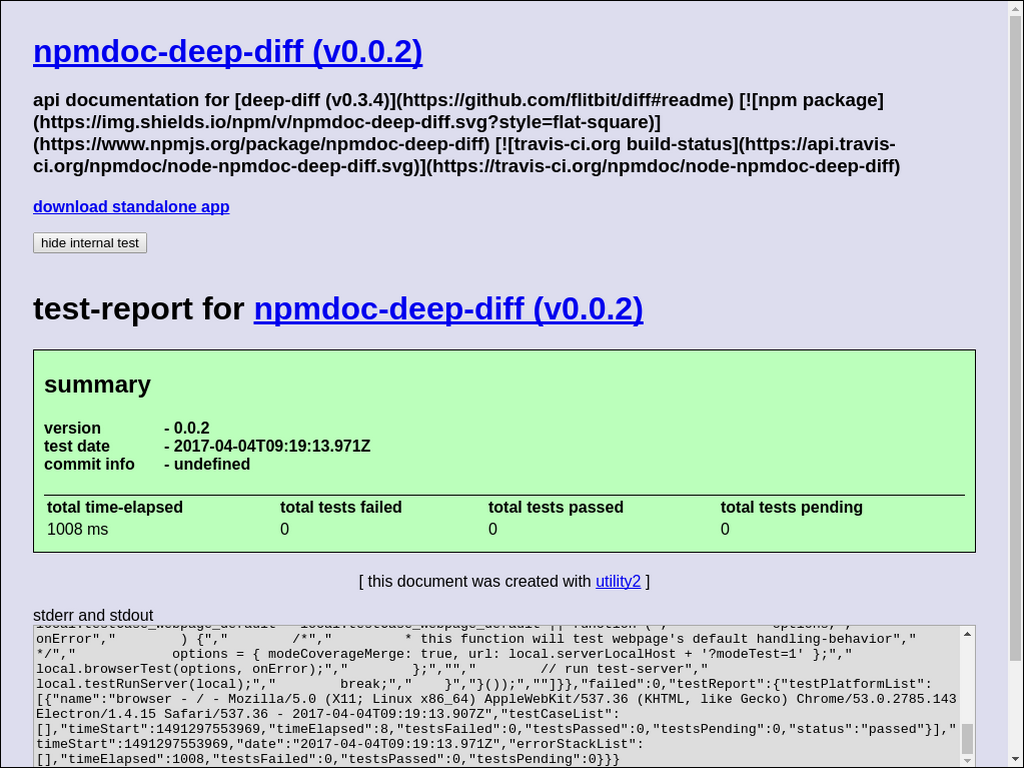 npmdoc-deep-diff (v0.0.2)
api documentation for [deep-diff (v0.3.4)](https://github.com/flitbit/diff#readme) [![npm package]
(https://img.shields.io/npm/v/npmdoc-deep-diff.svg?style=flat-square)]
(https://www.npmjs.org/package/npmdoc-deep-diff) [![travis-ci.org build-status](https://api.travis-
ci.org/npmdoc/node-npmdoc-deep-diff.svg)](https://travis-ci.org/npmdoc/node-npmdoc-deep-diff)
download standalone app
hide internal test
test-report for npmdoc-deep-diff (v0.0.2)
summary
version - 0.0.2
test date - 2017-04-04T09:19:13.971Z
commit info - undefined
total time-elapsed total tests failed total tests passed total tests pending
1008 ms 0 0 0
[ this document was created with utility2 ]
stderr and stdout
onError","        ) {","        /*","         * this function will test webpage's default handling-behavior","
*/","            options = { modeCoverageMerge: true, url: local.serverLocalHost + '?modeTest=1' };","
local.browserTest(options, onError);","        };","","        // run test-server","
local.testRunServer(local);","        break;","    }","}());",""]}},"failed":0,"testReport":{"testPlatformList":
[{"name":"browser - / - Mozilla/5.0 (X11; Linux x86_64) AppleWebKit/537.36 (KHTML, like Gecko) Chrome/53.0.2785.143
Electron/1.4.15 Safari/537.36 - 2017-04-04T09:19:13.907Z","testCaseList":
[],"timeStart":1491297553969,"timeElapsed":8,"testsFailed":0,"testsPassed":0,"testsPending":0,"status":"passed"}],"
timeStart":1491297553969,"date":"2017-04-04T09:19:13.971Z","errorStackList":
[],"timeElapsed":1008,"testsFailed":0,"testsPassed":0,"testsPending":0}}}